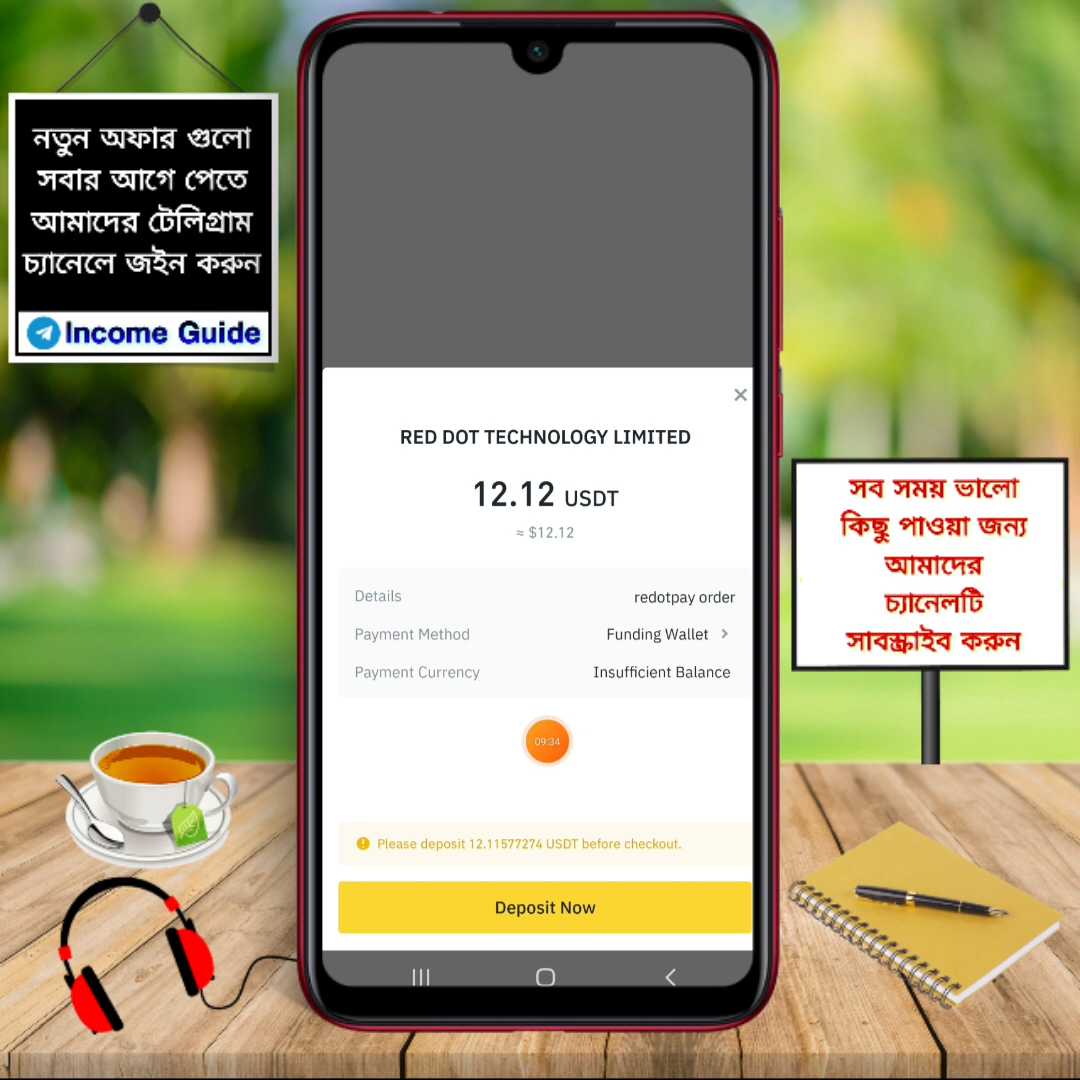 নতুন অফার গুলো
সবার আগে পেতে
আমাদের টেলিগ্রাম
চ্যানেলে জইন করুন
Income Guide
RED DOT TECHNOLOGY LIMITED
12.12 USDT
≈ $12.12
Details redotpay order
Payment Method Funding Wallet
Payment Currency Insufficient Balance
09:34
Please deposit 12.11577274 USDT before checkout.
Deposit Now
সব সময় ভালো
কিছু পাওয়া জন্য
আমাদের
চ্যানেলটি
সাবস্ক্রাইব করুন